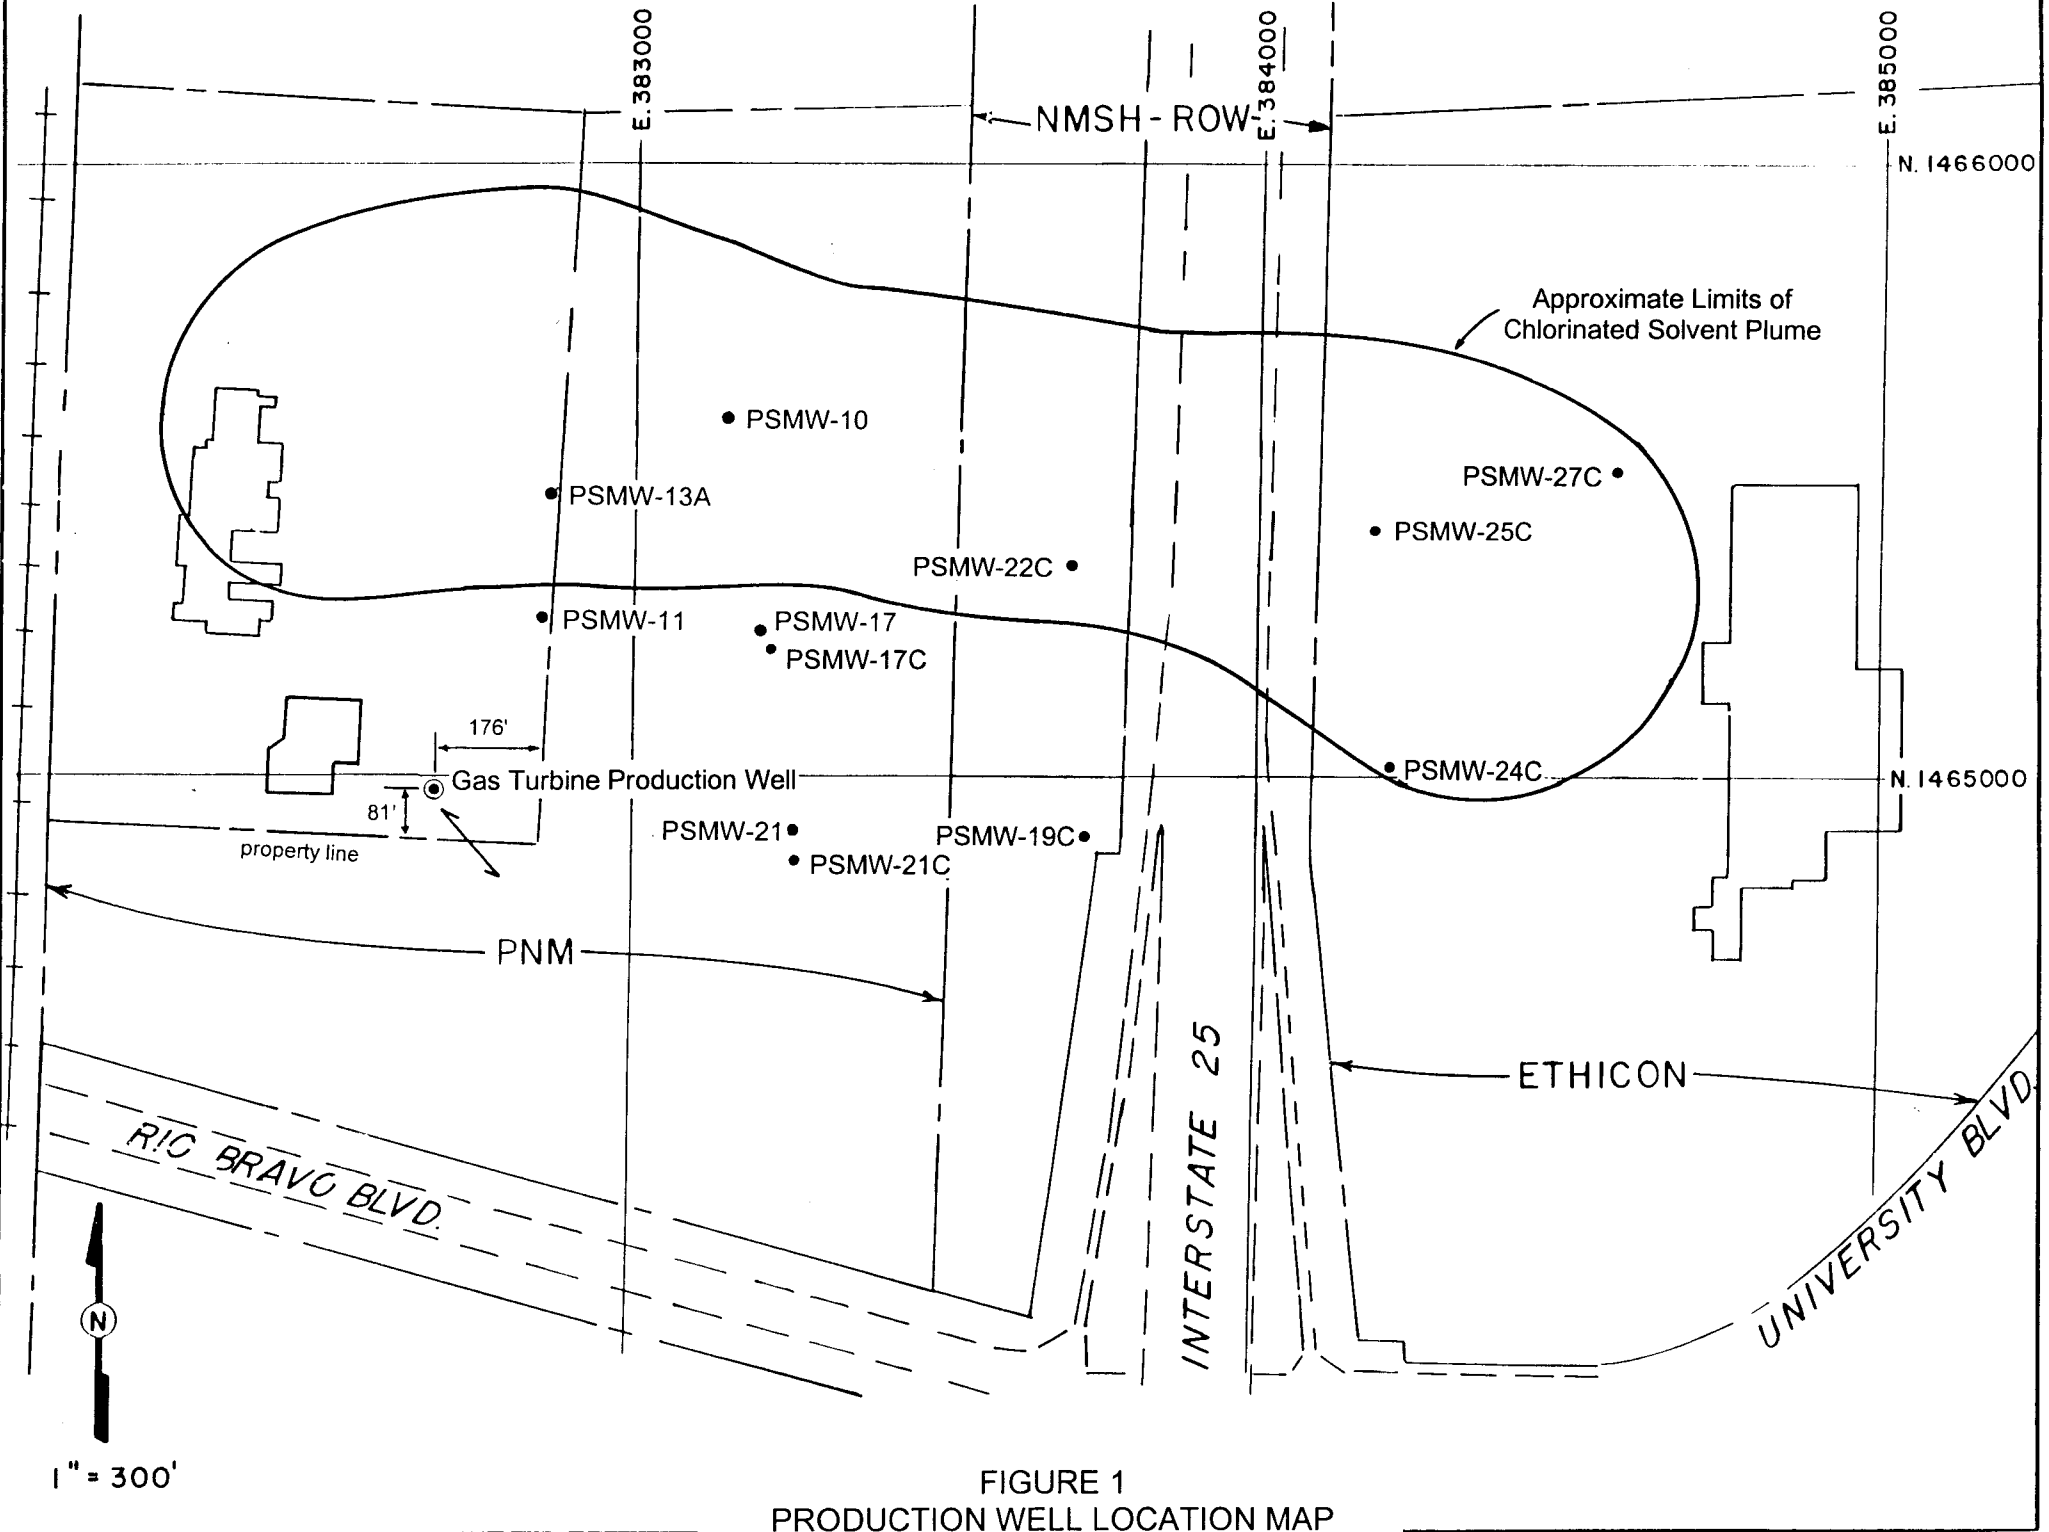 E. 383000
E. 384000
E. 385000
NMSH - ROW
N. 1466000
Approximate Limits of
Chlorinated Solvent Plume
PSMW-10
PSMW-27C
PSMW-13A
PSMW-25C
PSMW-22C
PSMW-11
PSMW-17
PSMW-17C
176'
PSMW-24C
Gas Turbine Production Well
N. 1465000
81'
PSMW-21
PSMW-19C
property line
PSMW-21C
PNM
INTERSTATE 25
ETHICON
RIO BRAVO BLVD.
UNIVERSITY BLVD.
N
1" = 300'
FIGURE 1
PRODUCTION WELL LOCATION MAP